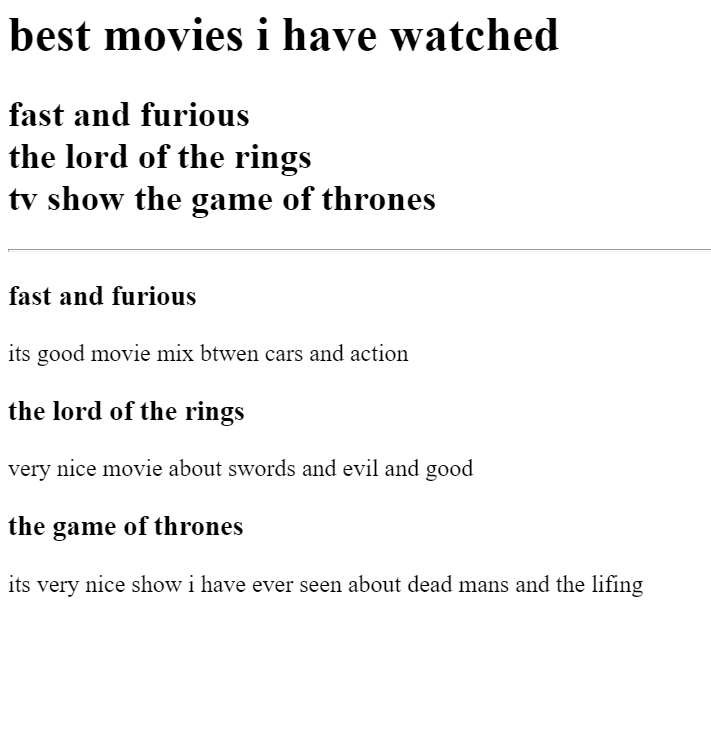 best movies i have watched
fast and furious
the lord of the rings
tv show the game of thrones
fast and furious
its good movie mix btwen cars and action
the lord of the rings
very nice movie about swords and evil and good
the game of thrones
its very nice show i have ever seen about dead mans and the lifing